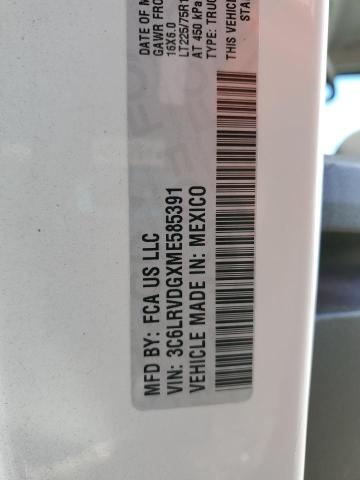 DATE OF M
GAWR FRO
16X6.0
LT225/75R1
AT 450 kPa
TYPE: TRUC
THIS VEHICLE
STA
MFD BY: FCA US LLC
VIN: 3C6LRVDGXME585391
VEHICLE MADE IN: MEXICO